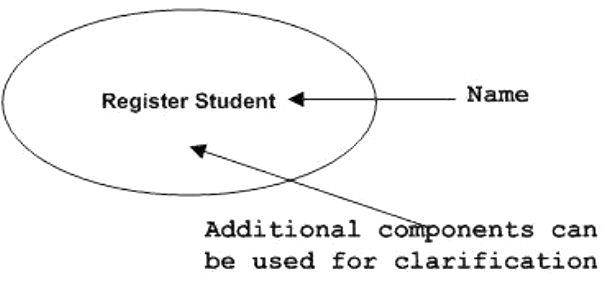 Register Student
Name
Additional components can
be used for clarification